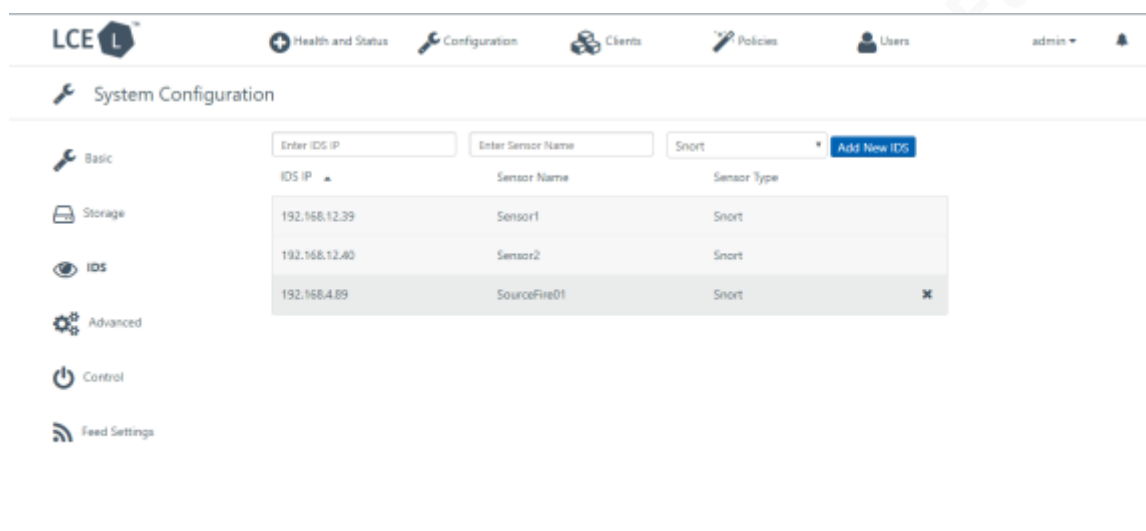 LCE L ™
Health and Status Configuration Clients Policies Users admin
System Configuration
Basic
Storage
IDS
Advanced
Control
Feed Settings
Enter IDS IP Enter Sensor Name Snort Add New IDS
IDS IP Sensor Name Sensor Type
192.168.12.39 Sensor1 Snort
192.168.12.40 Sensor2 Snort
192.168.4.89 SourceFire01 Snort